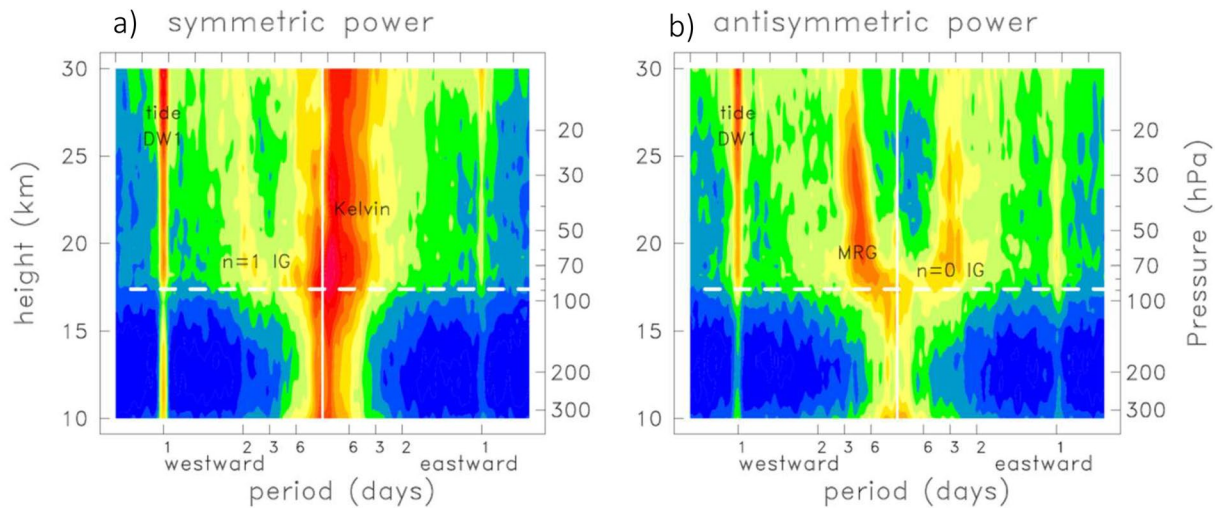 a) symmetric power
b) antisymmetric power
30
25
20
15
10
height (km)
tide
DW1
n=1 IG
Kelvin
20
30
50
70
100
200
300
1 2 3 6 6 3 2 1
westward eastward
period (days)
30
25
20
15
10
tide
DW1
MRG
n=0 IG
20
30
50
70
100
200
300
Pressure (hPa)
1 2 3 6 6 3 2 1
westward eastward
period (days)